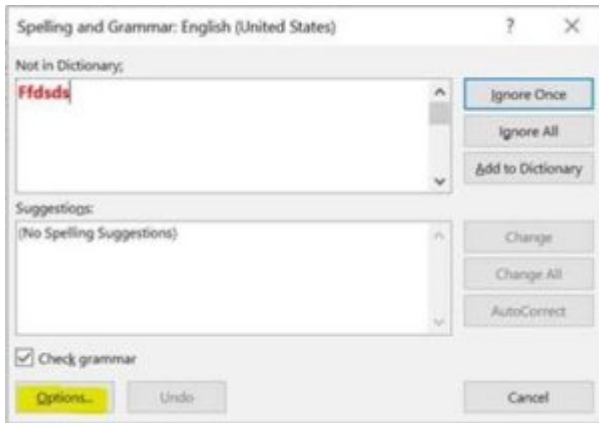 Spelling and Grammar: English (United States) ?
Not in Dictionary:
Ffdsds
Ignore Once
Ignore All
Add to Dictionary
Suggestions:
(No Spelling Suggestions)
Change
Change All
AutoCorrect
Check grammar
Options... Undo Cancel